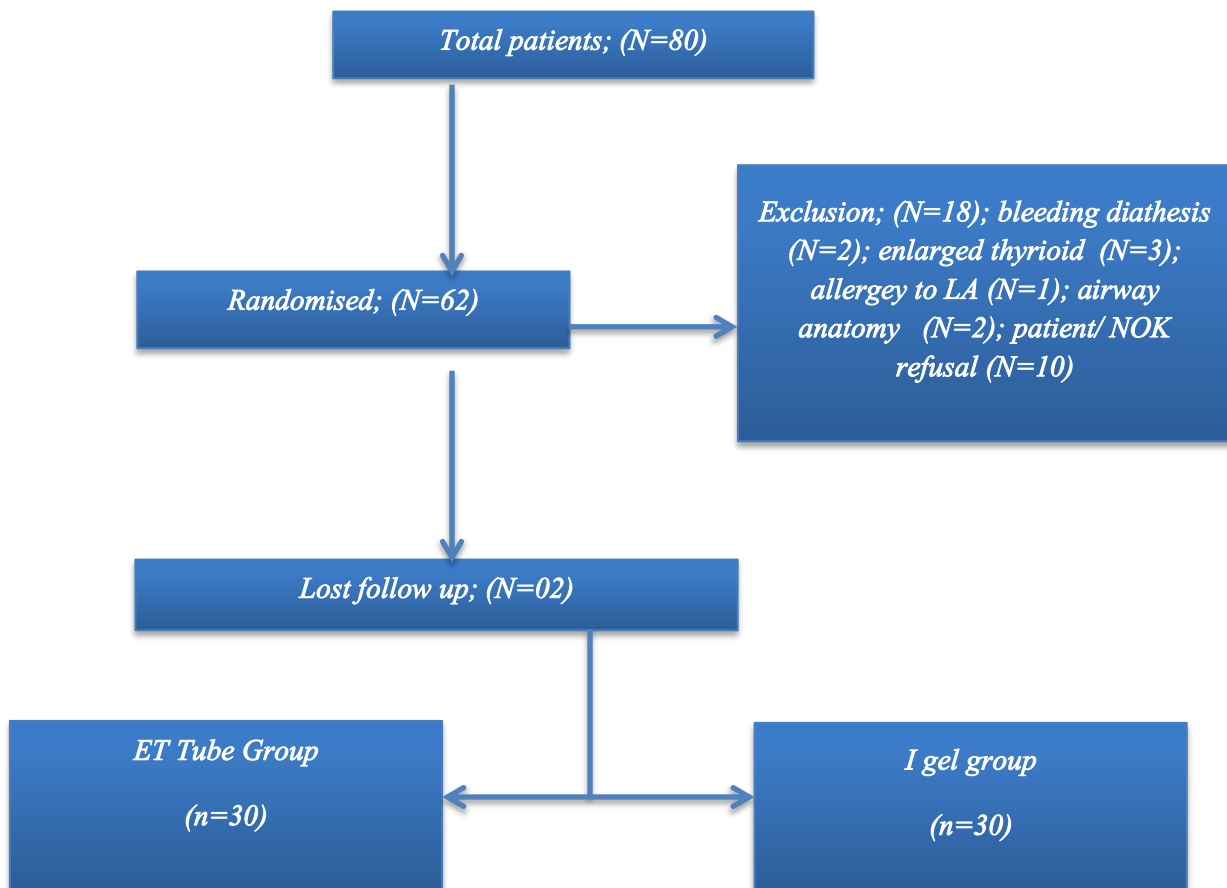 Total patients; (N=80)
Exclusion; (N=18); bleeding diathesis
(N=2); enlarged thyrioid (N=3);
allergey to LA (N=1); airway
anatomy (N=2); patient/ NOK
refusal (N=10)
Randomised; (N=62)
Lost follow up; (N=02)
ET Tube Group
(n=30)
I gel group
(n=30)